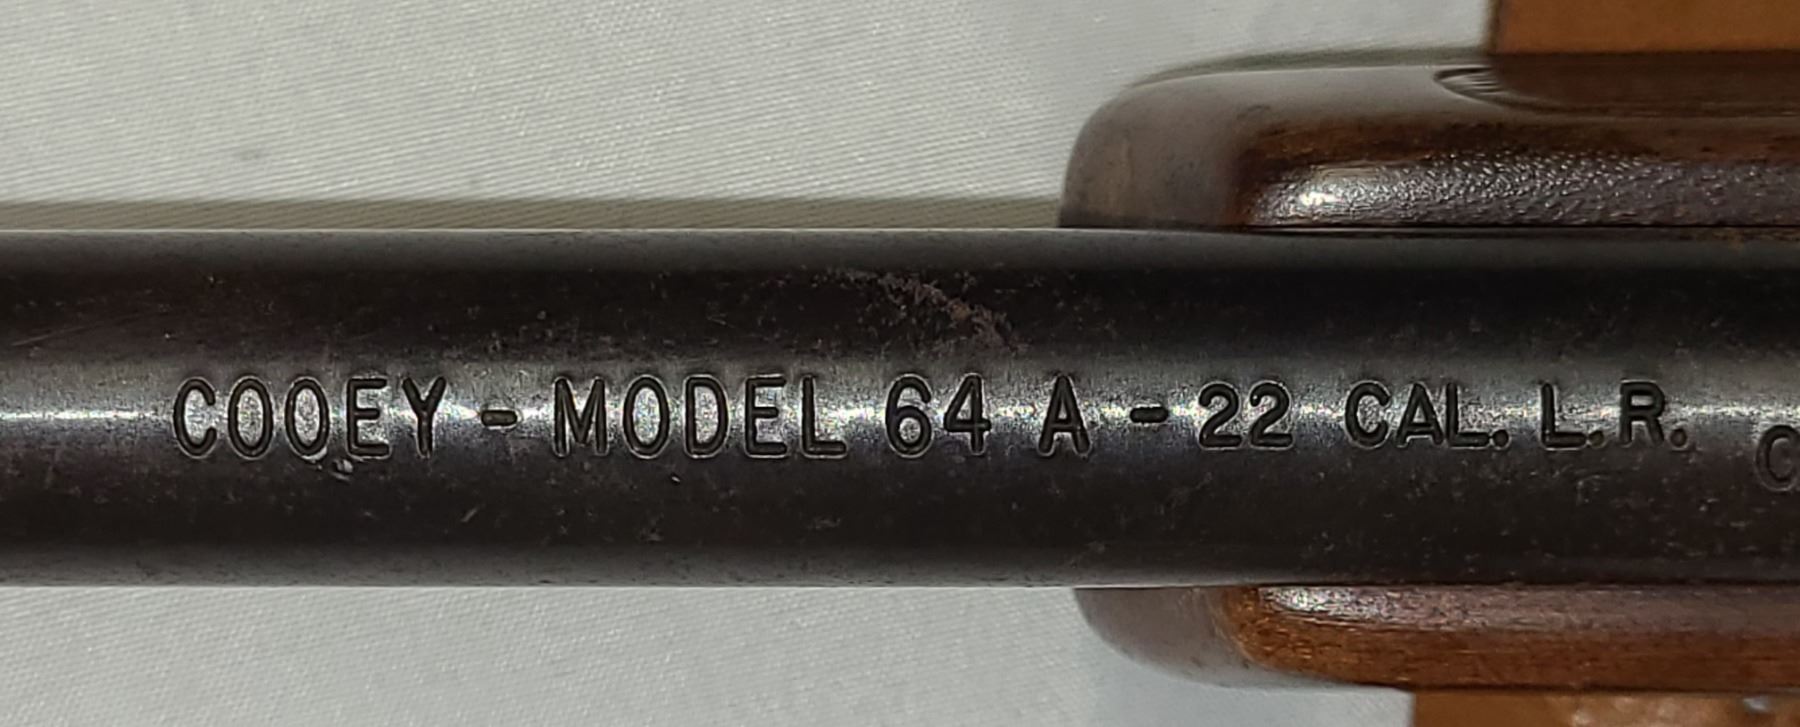 COOEY - MODEL 64 A - 22 CAL. L.R.